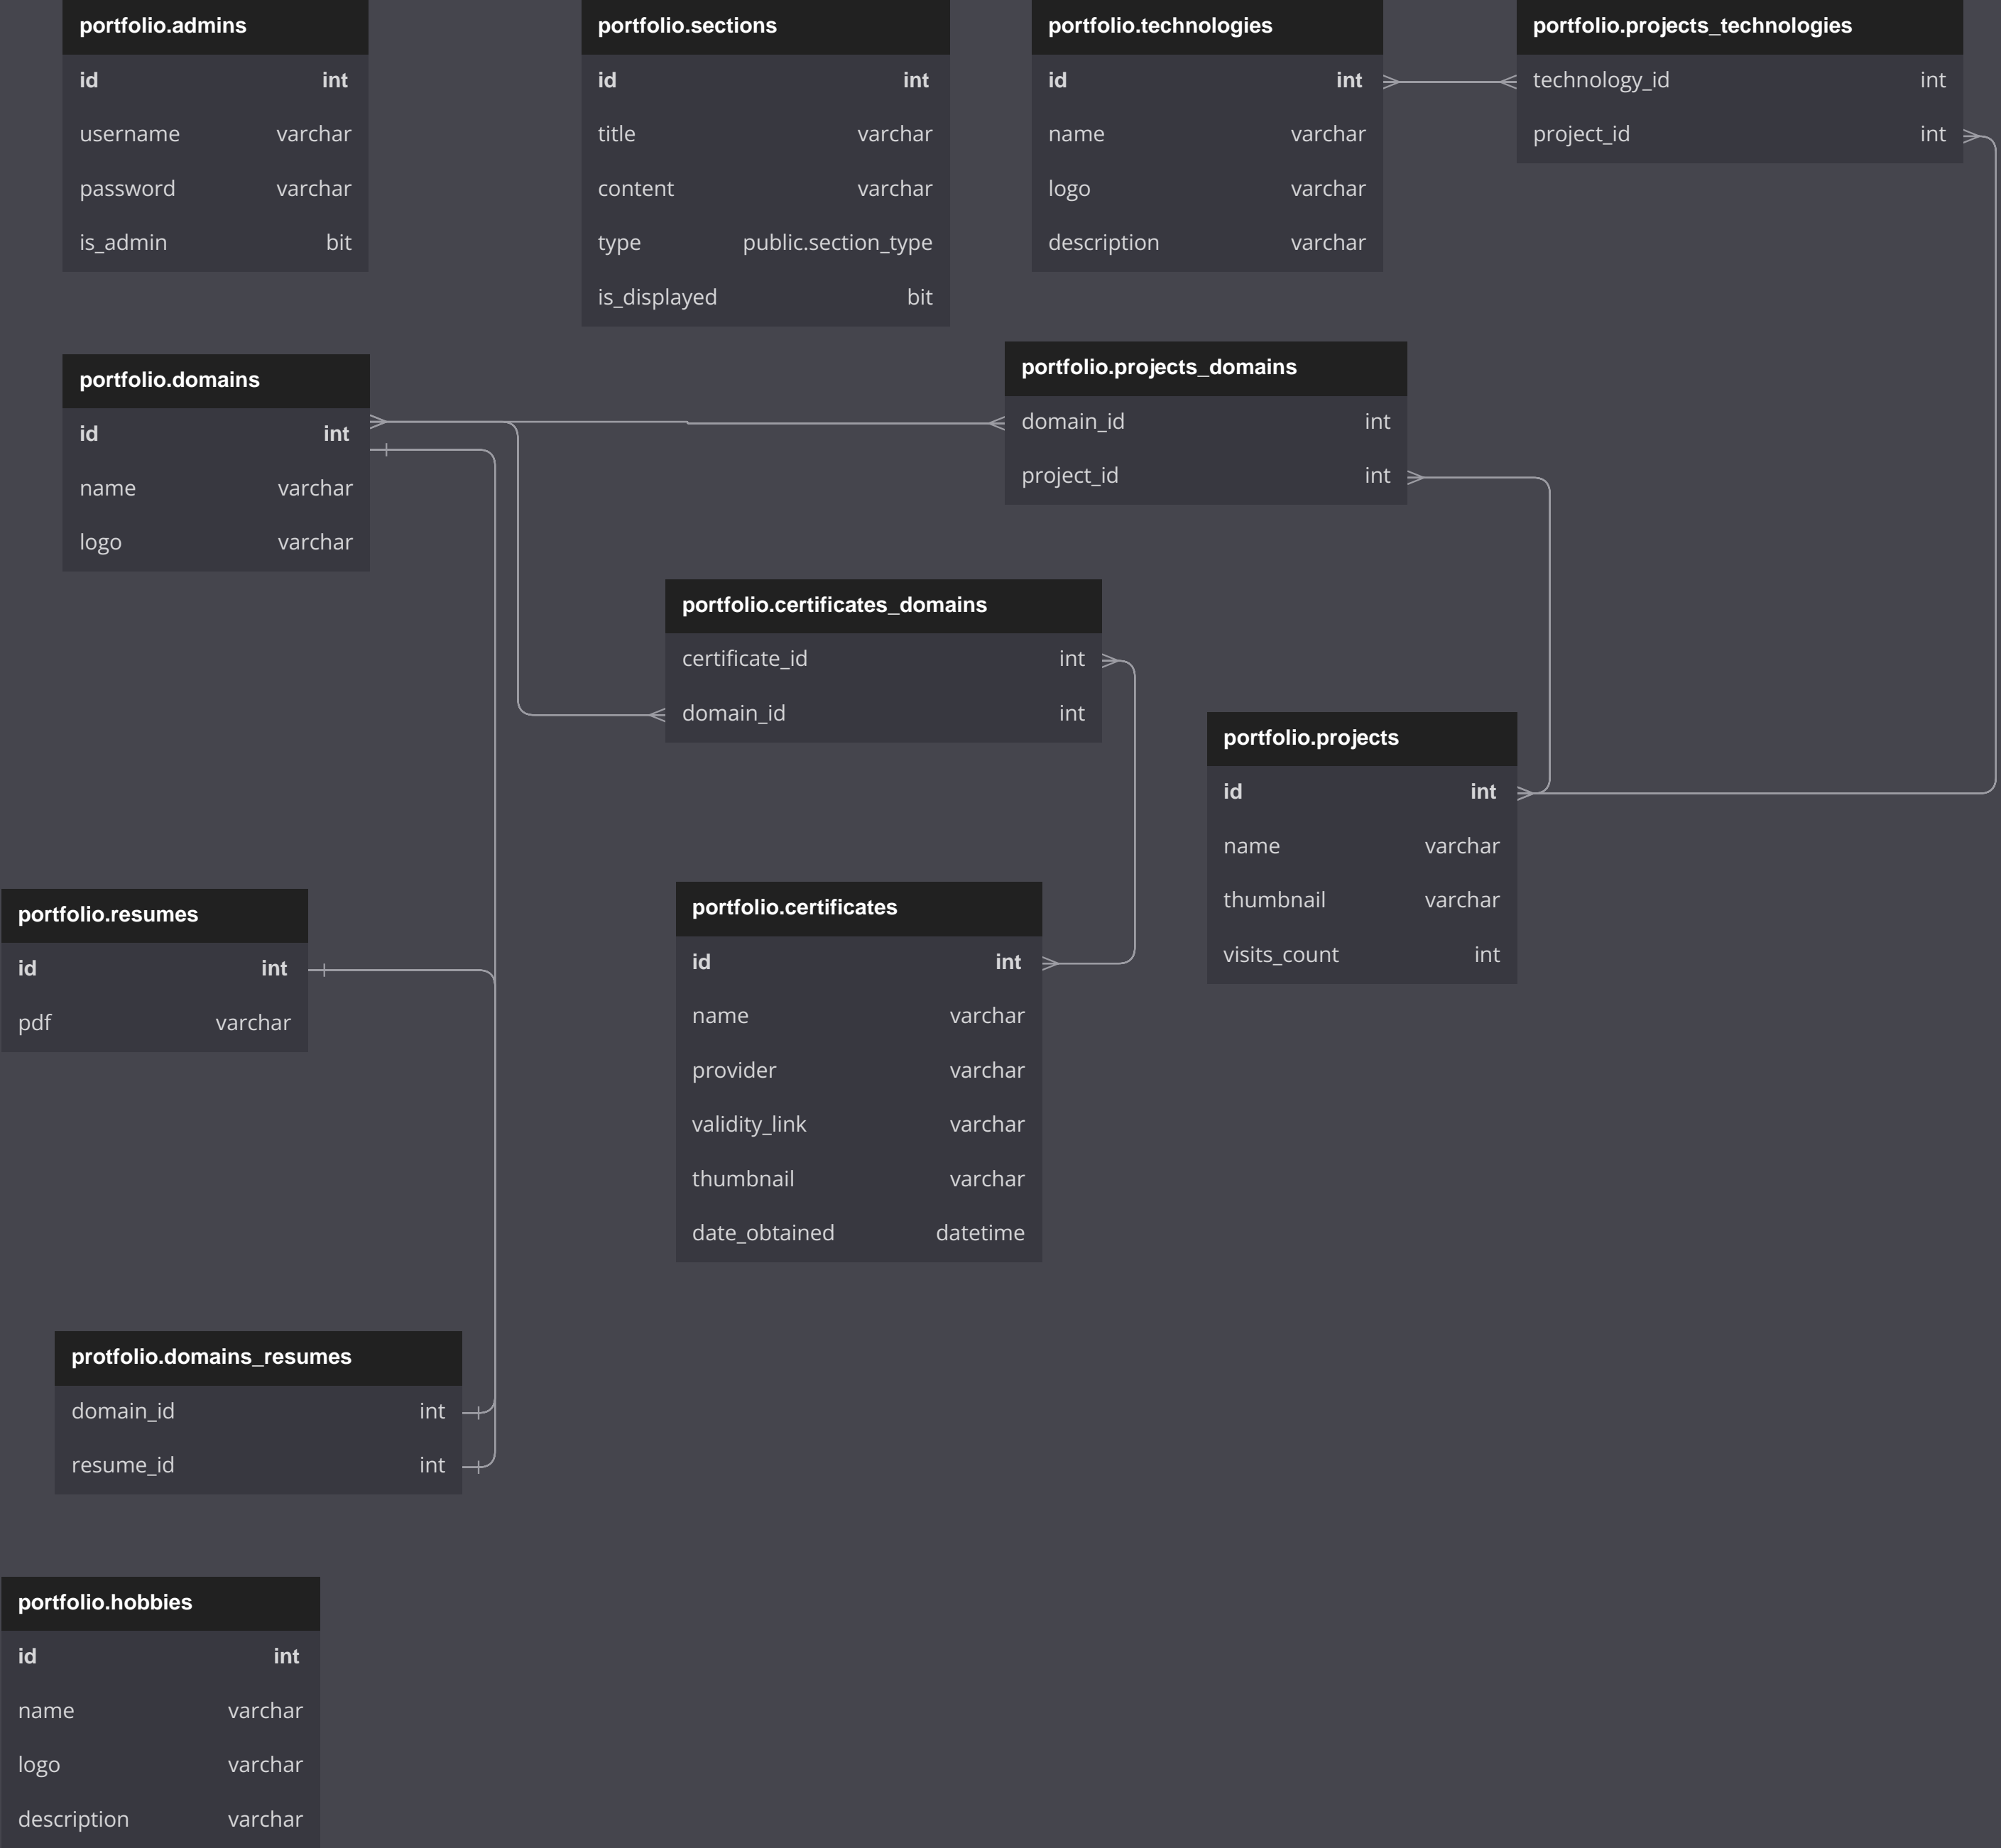 portfolio.admins
id int
username varchar
password varchar
is_admin bit
portfolio.sections
id int
title varchar
content varchar
type public.section_type
is_displayed bit
portfolio.technologies
id int
name varchar
logo varchar
description varchar
portfolio.projects_technologies
technology_id int
project_id int
portfolio.domains
id int
name varchar
logo varchar
portfolio.projects_domains
domain_id int
project_id int
portfolio.certificates_domains
certificate_id int
domain_id int
portfolio.projects
id int
name varchar
thumbnail varchar
visits_count int
portfolio.resumes
id int
pdf varchar
portfolio.certificates
id int
name varchar
provider varchar
validity_link varchar
thumbnail varchar
date_obtained datetime
protfolio.domains_resumes
domain_id int
resume_id int
portfolio.hobbies
id int
name varchar
logo varchar
description varchar